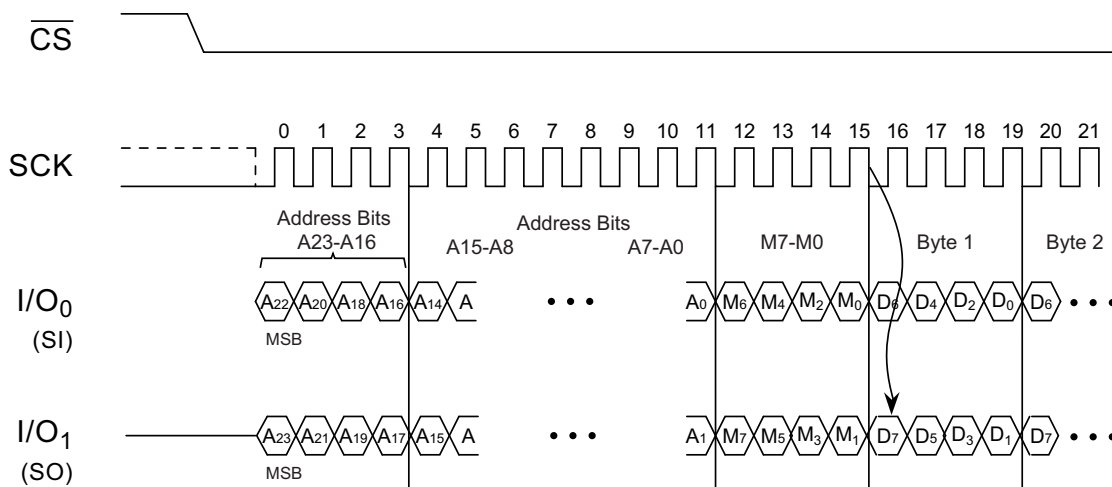 CS
0 1 2 3 4 5 6 7 8 9 10 11 12 13 14 15 16 17 18 19 20 21
SCK
Address Bits
A23-A16
Address Bits
A15-A8 A7-A0
M7-M0
Byte 1
Byte 2
I/O0
(SI)
A22 A20 A18 A16 A14 A ••• A0 M6 M4 M2 M0 D6 D4 D2 D0 D6 •••
MSB
I/O1
(SO)
A23 A21 A19 A17 A15 A ••• A1 M7 M5 M3 M1 D7 D5 D3 D1 D7 •••
MSB